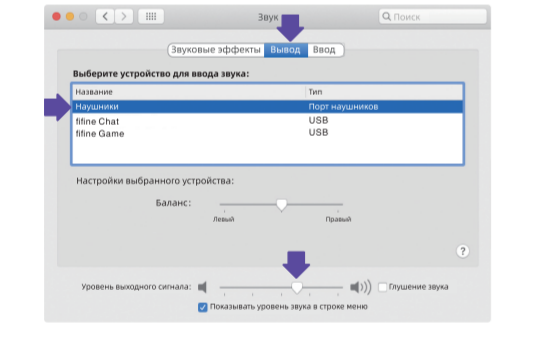 Звук
Поиск
Звуковые эффекты Вывод Ввод
Выберите устройство для ввода звука:
Название Тип
Наушники Порт наушников
fifine Chat USB
fifine Game USB
Настройки выбранного устройства:
Баланс:
Левый Правый
?
Уровень выходного сигнала: Глушение звука
Показывать уровень звука в строке меню